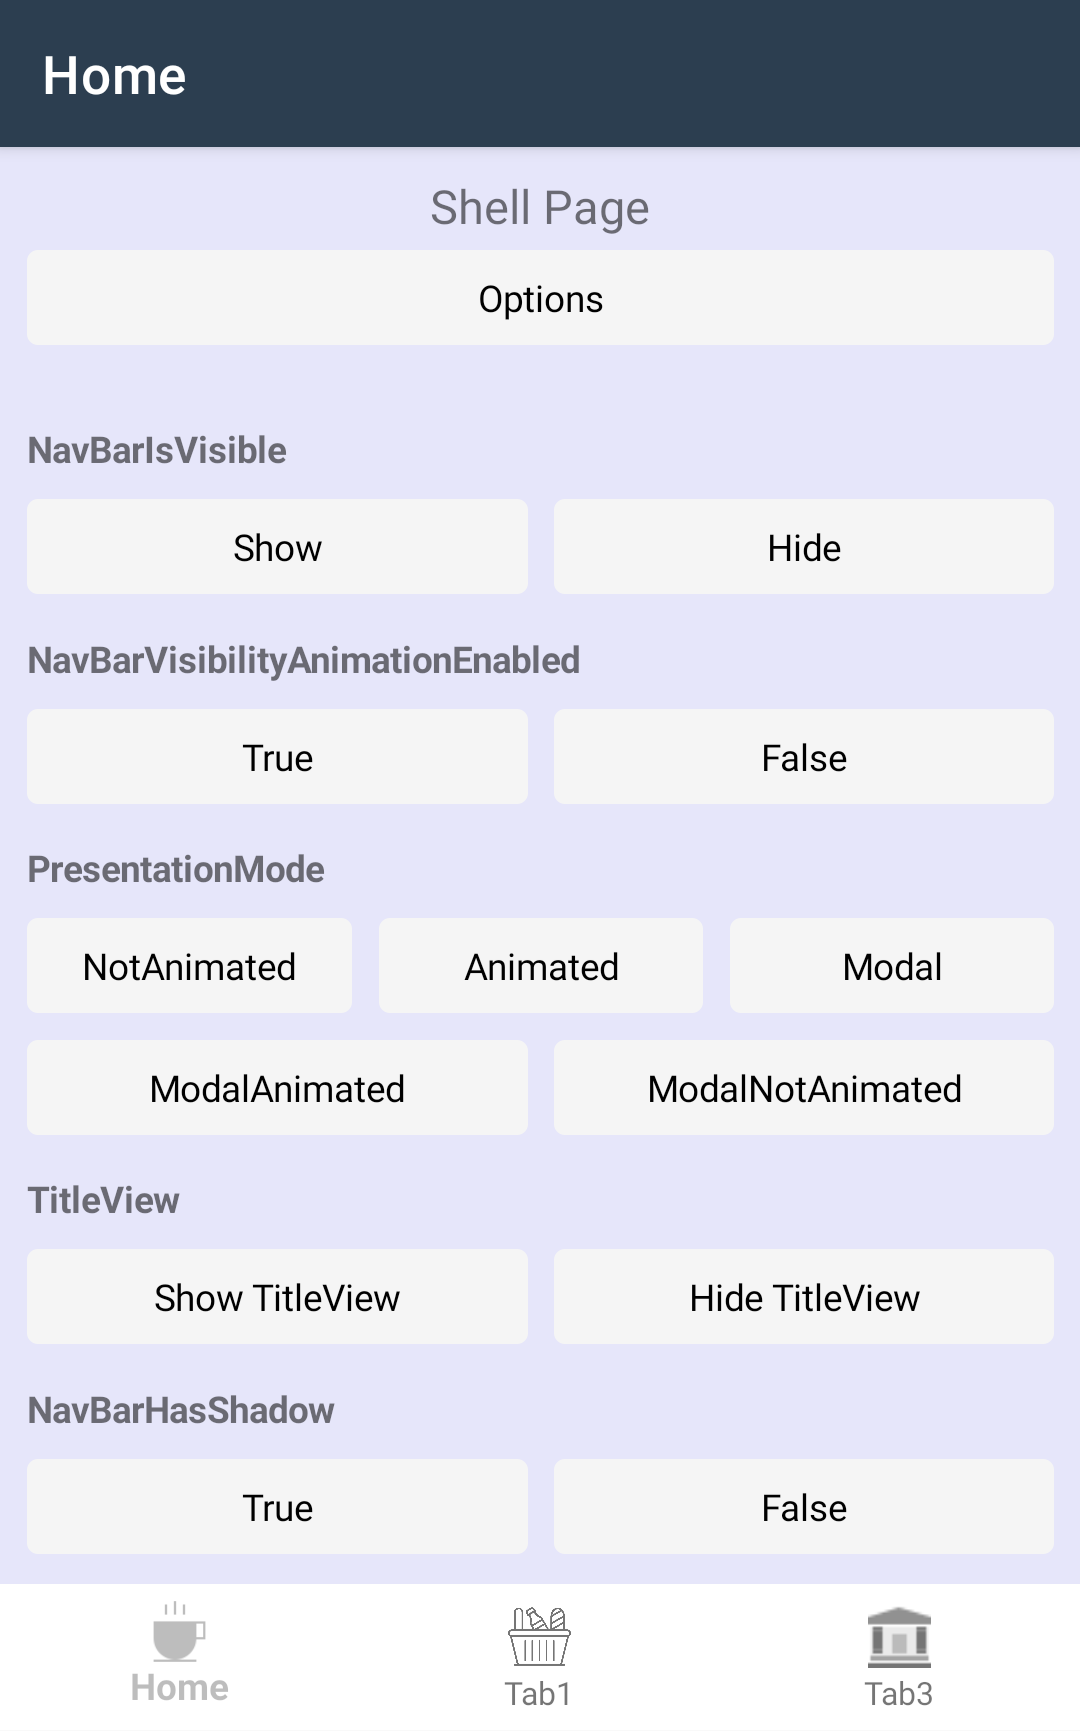 Home
Shell Page
Options
NavBarIsVisible
Show Hide
NavBarVisibilityAnimationEnabled
True False
PresentationMode
NotAnimated Animated Modal
ModalAnimated ModalNotAnimated
TitleView
Show TitleView Hide TitleView
NavBarHasShadow
True False
Home Tab1 Tab3